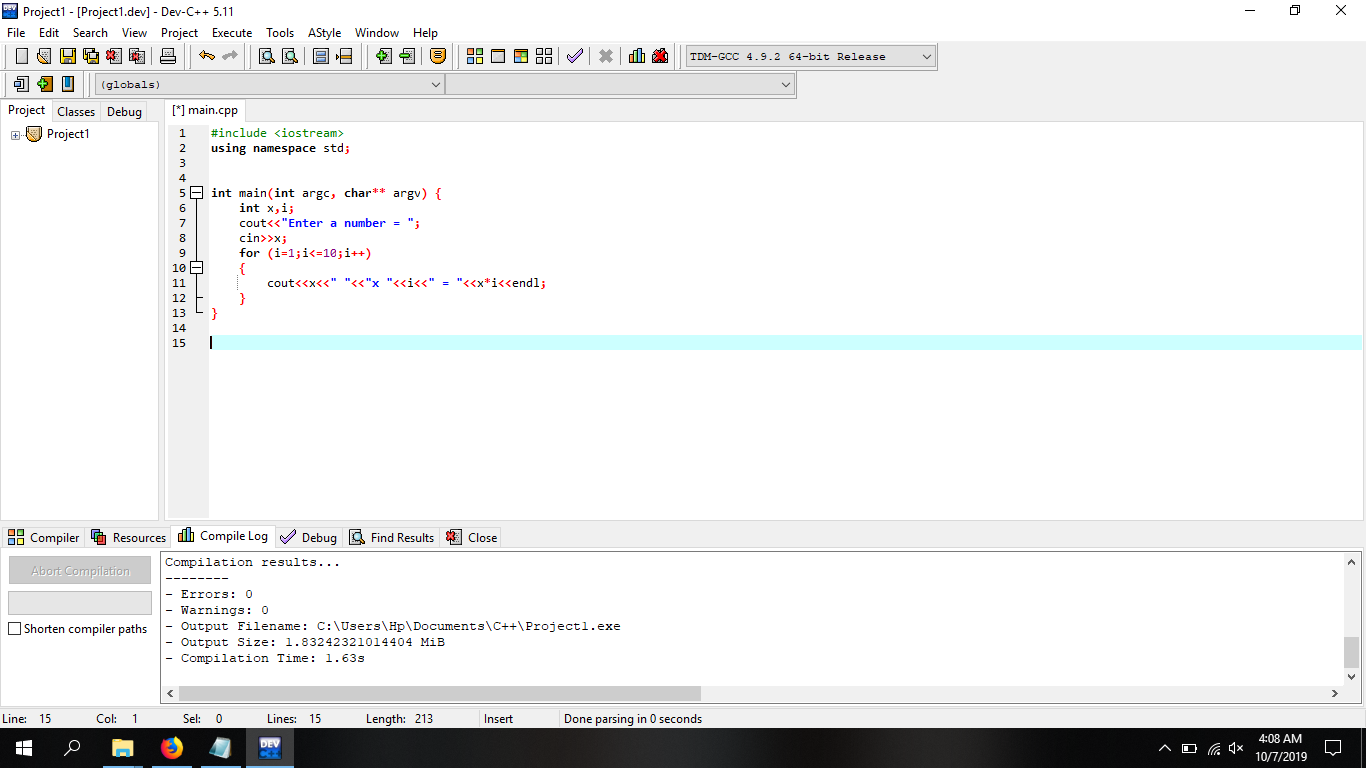 Project1 - [Project1.dev] - Dev-C++ 5.11
File Edit Search View Project Execute Tools AStyle Window Help
TDM-GCC 4.9.2 64-bit Release
(globals)
Project Classes Debug
[*] main.cpp
Project1
1 #include <iostream>
2 using namespace std;
3
4
5 int main(int argc, char** argv) {
6 int x,i;
7 cout<<"Enter a number = ";
8 cin>>x;
9 for (i=1;i<=10;i++)
10 {
11 cout<<x<<" "<<"x "<<i<<" = "<<x*i<<endl;
12 }
13 }
14
15
Compiler Resources Compile Log Debug Find Results Close
Abort Compilation
Shorten compiler paths
Compilation results...
--------
- Errors: 0
- Warnings: 0
- Output Filename: C:\Users\Hp\Documents\C++\Project1.exe
- Output Size: 1.83242321014404 MiB
- Compilation Time: 1.63s
Line: 15 Col: 1 Sel: 0 Lines: 15 Length: 213 Insert Done parsing in 0 seconds
DEV
4:08 AM
10/7/2019